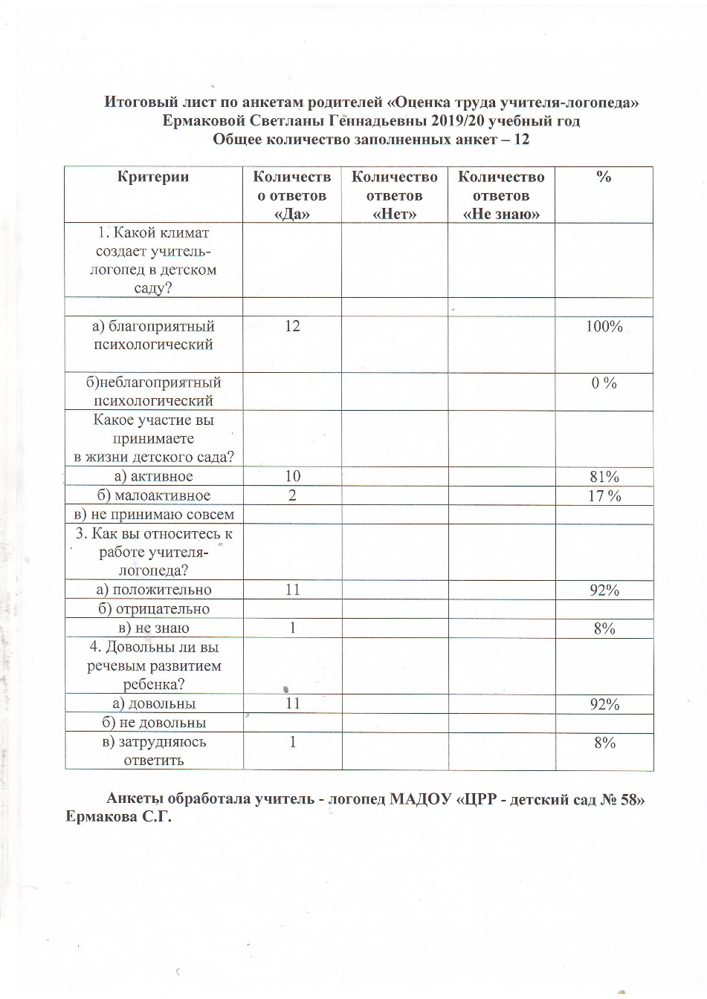 Итоговый лист по анкетам родителей «Оценка труда учителя-логопеда»
Ермаковой Светланы Геннадьевны 2019/20 учебный год
Общее количество заполненных анкет – 12
Критерии
Количеств
о ответов
«Да»
Количество
ответов
«Нет»
Количество
ответов
«Не знаю»
%
1. Какой климат
создает учитель-
логопед в детском
саду?
а) благоприятный
психологический
12
100%
б)неблагоприятный
психологический
0 %
Какое участие вы
принимаете
в жизни детского сада?
а) активное
10
81%
б) малоактивное
2
17 %
в) не принимаю совсем
3. Как вы относитесь к
работе учителя-
логопеда?
а) положительно
11
92%
б) отрицательно
в) не знаю
1
8%
4. Довольны ли вы
речевым развитием
ребенка?
а) довольны
11
92%
б) не довольны
в) затрудняюсь
ответить
1
8%
Анкеты обработала учитель - логопед МАДОУ «ЦРР - детский сад № 58»
Ермакова С.Г.